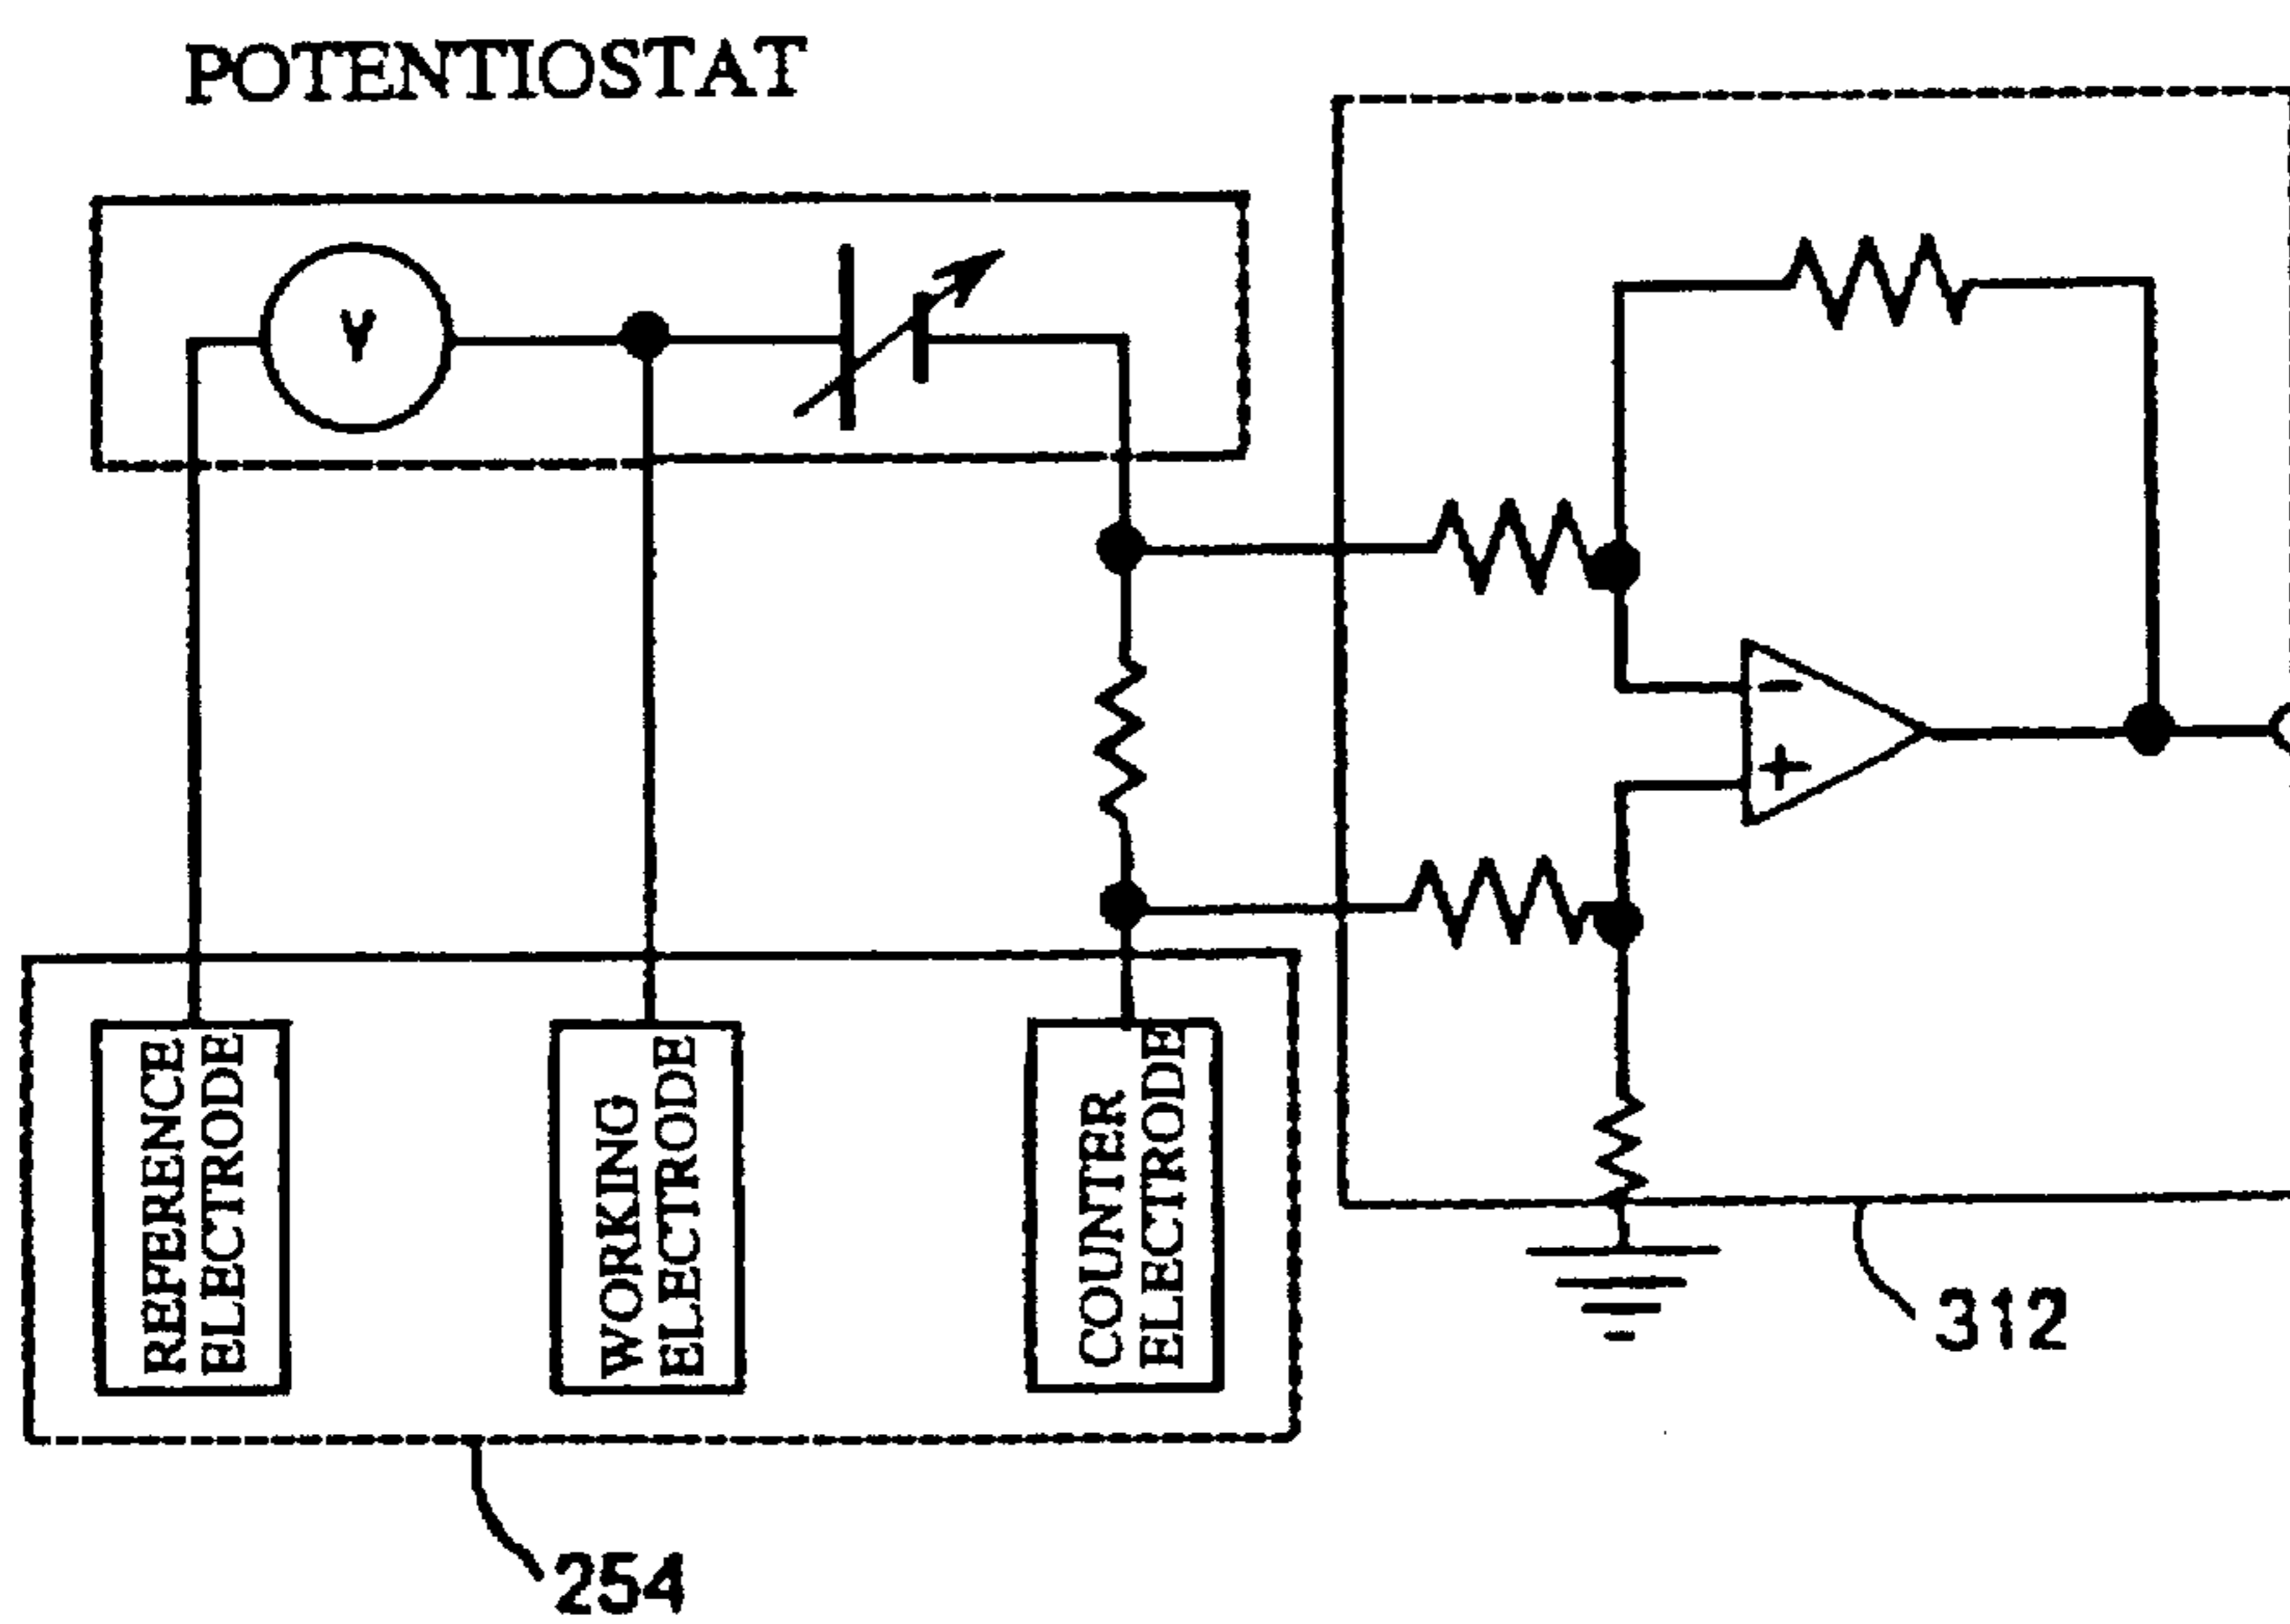 POTENTIOSTAT
V
-
+
REFERENCE
ELECTRODE
WORKING
ELECTRODE
COUNTER
ELECTRODE
312
254